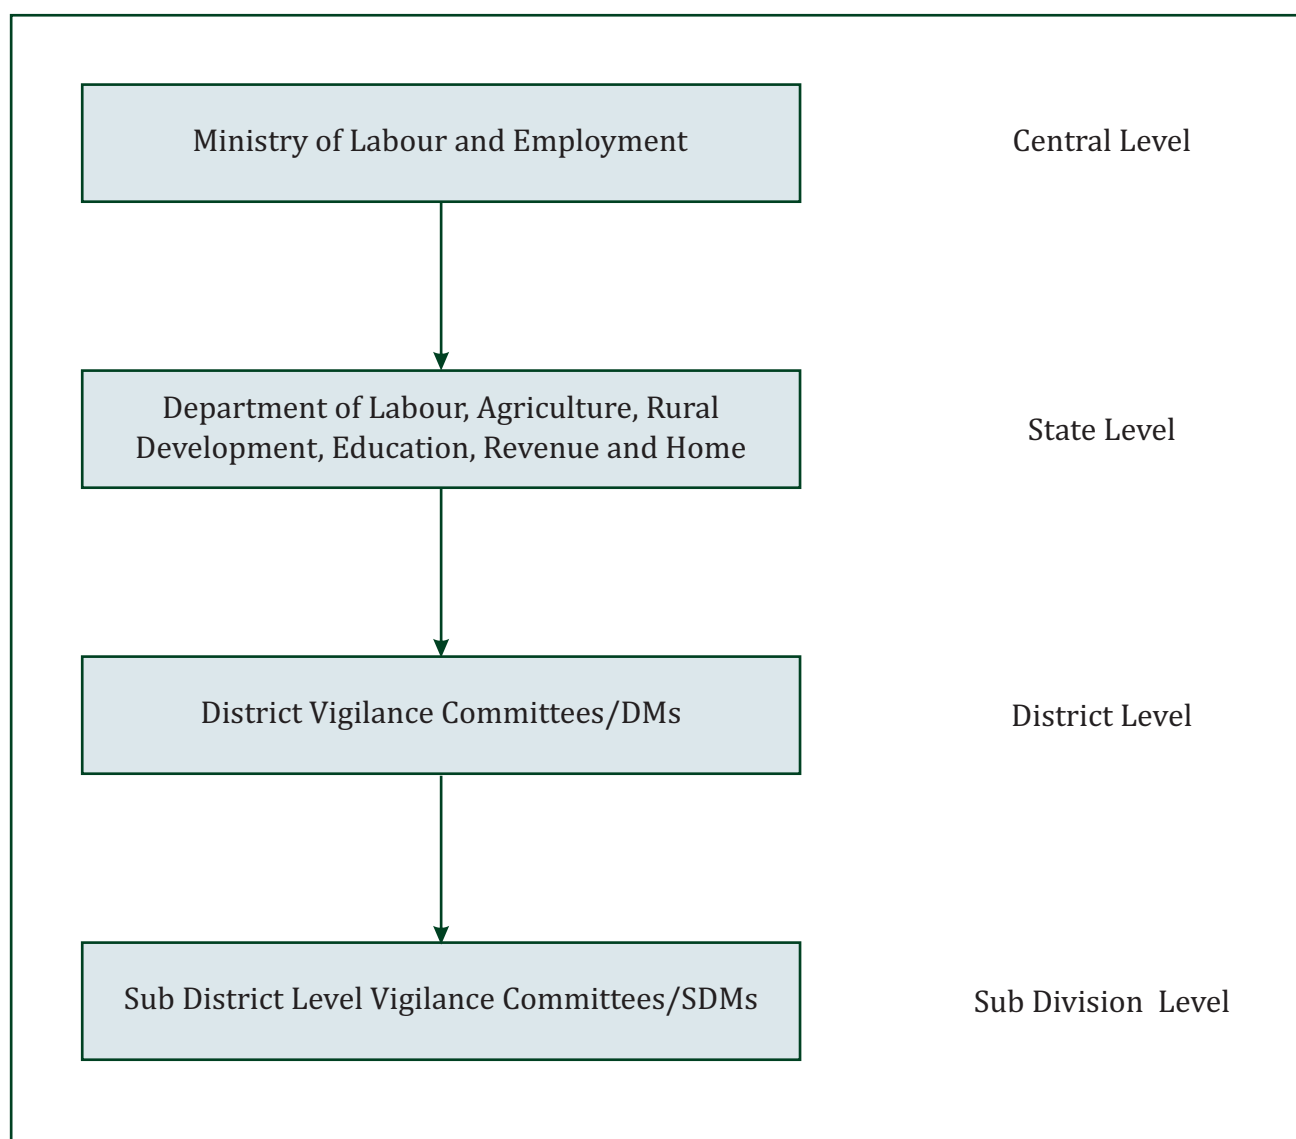 Ministry of Labour and Employment
Central Level
Department of Labour, Agriculture, Rural
Development, Education, Revenue and Home
State Level
District Vigilance Committees/DMs
District Level
Sub District Level Vigilance Committees/SDMs
Sub Division  Level